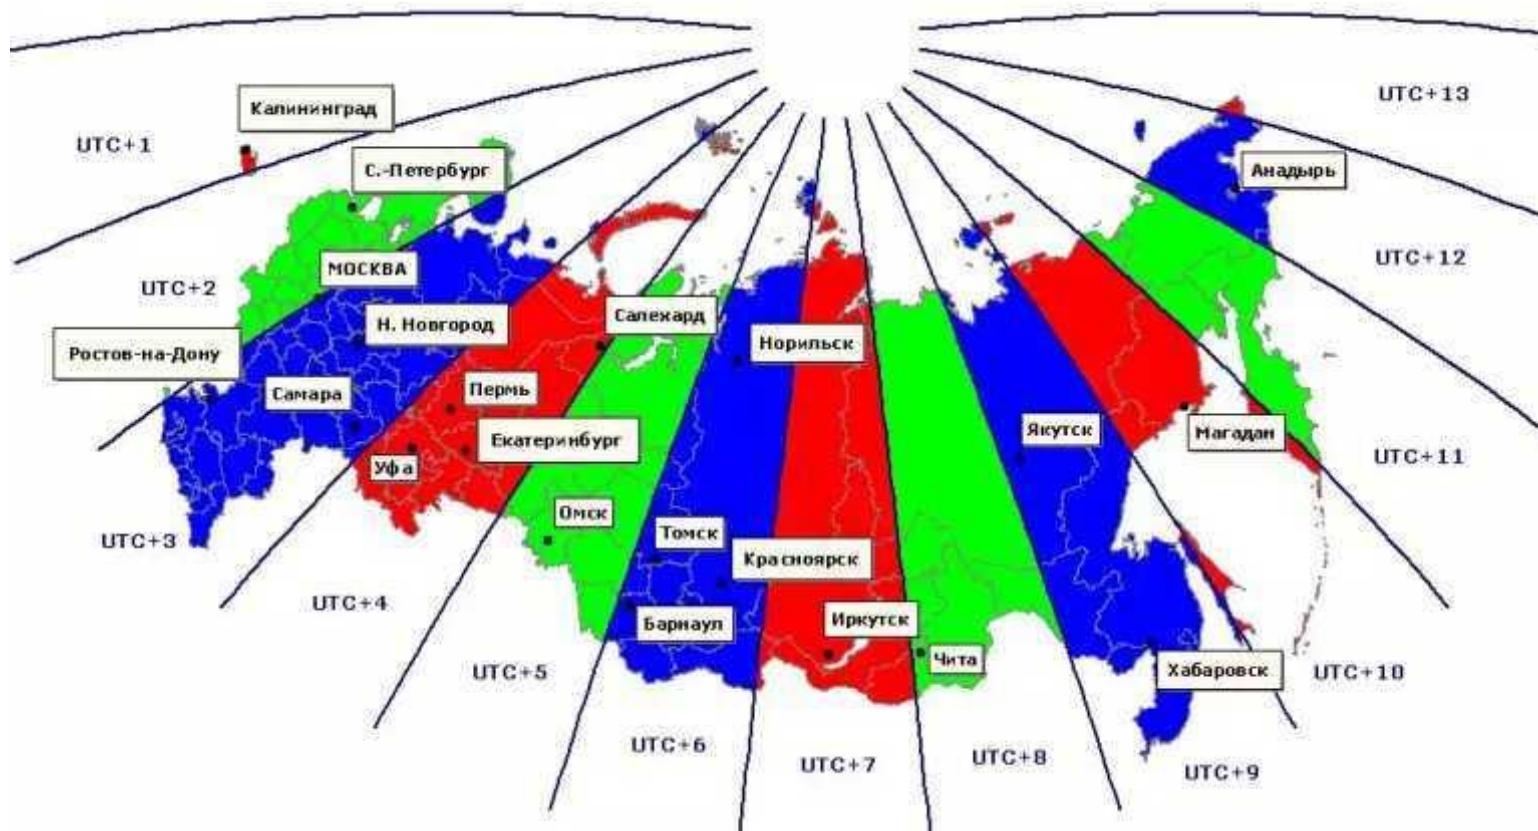 UTC+13
Калининград
UTC+1
С.-Петербург
Анадырь
МОСКВА
UTC+12
UTC+2
Н. Новгород
Салехард
Норильск
Ростов-на-Дону
Самара
Пермь
Екатеринбург
Якутск
Магадан
Уфа
UTC+11
Омск
UTC+3
Томск
Красноярск
UTC+4
Барнаул
Иркутск
Чита
UTC+5
Хабаровск
UTC+10
UTC+6
UTC+7
UTC+8
UTC+9